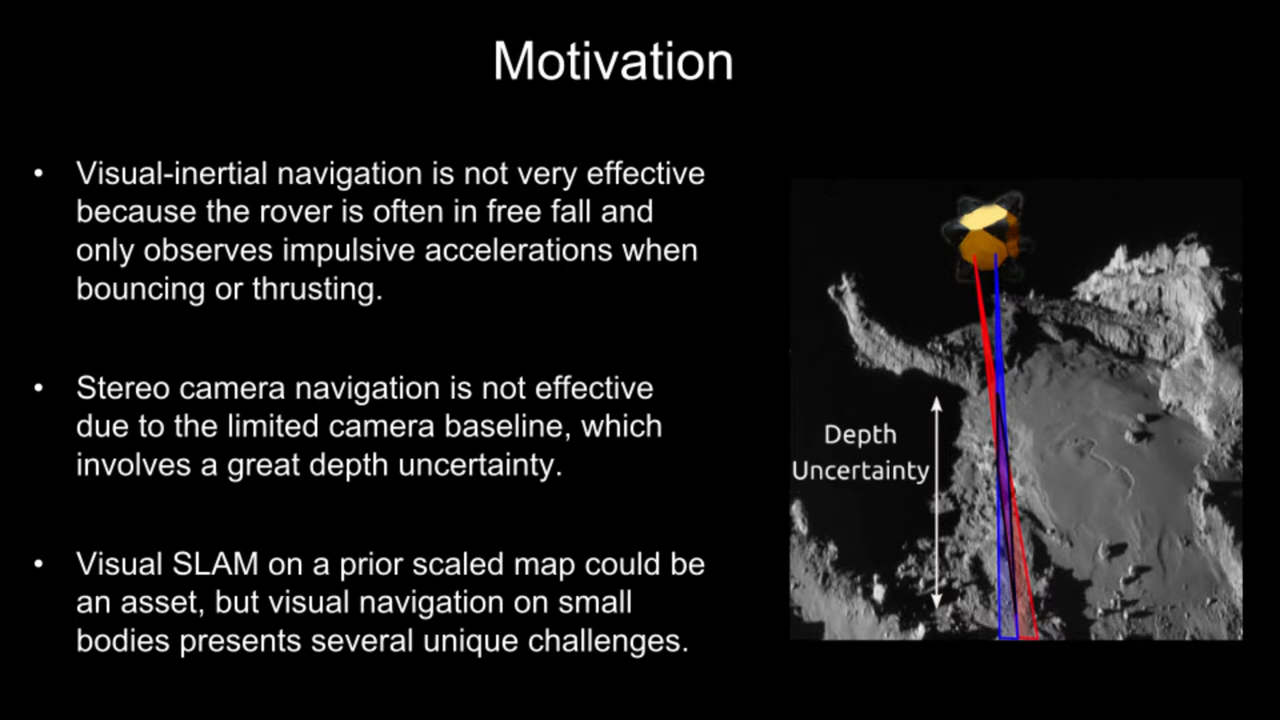 Motivation
• Visual-inertial navigation is not very effective
because the rover is often in free fall and
only observes impulsive accelerations when
bouncing or thrusting.
• Stereo camera navigation is not effective
due to the limited camera baseline, which
involves a great depth uncertainty.
• Visual SLAM on a prior scaled map could be
an asset, but visual navigation on small
bodies presents several unique challenges.
Depth
Uncertainty